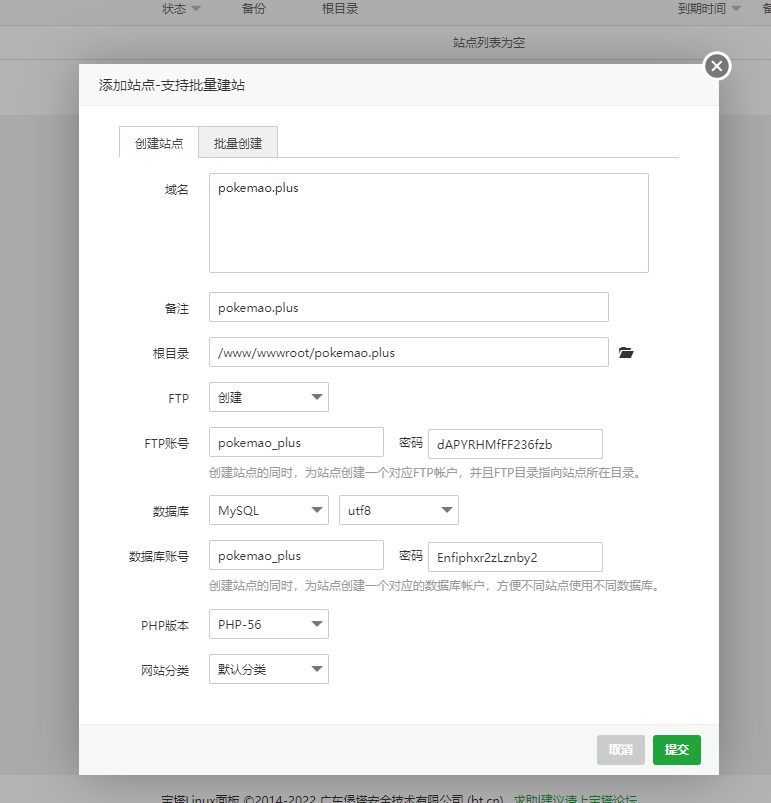 状态 备份 根目录 到期时间 备
站点列表为空
添加站点-支持批量建站
创建站点 批量创建
域名 pokemao.plus
备注 pokemao.plus
根目录 /www/wwwroot/pokemao.plus
FTP 创建
FTP账号 pokemao_plus 密码 dAPYRHMfFF236fzb
创建站点的同时，为站点创建一个对应FTP帐户，并且FTP目录指向站点所在目录。
数据库 MySQL utf8
数据库账号 pokemao_plus 密码 Enfiphxr2zLznby2
创建站点的同时，为站点创建一个对应的数据库帐户，方便不同站点使用不同数据库。
PHP版本 PHP-56
网站分类 默认分类
取消 提交
宝塔Linux面板 ©2014-2022 广东堡塔安全技术有限公司 (bt.cn) 求助|建议请上宝塔论坛